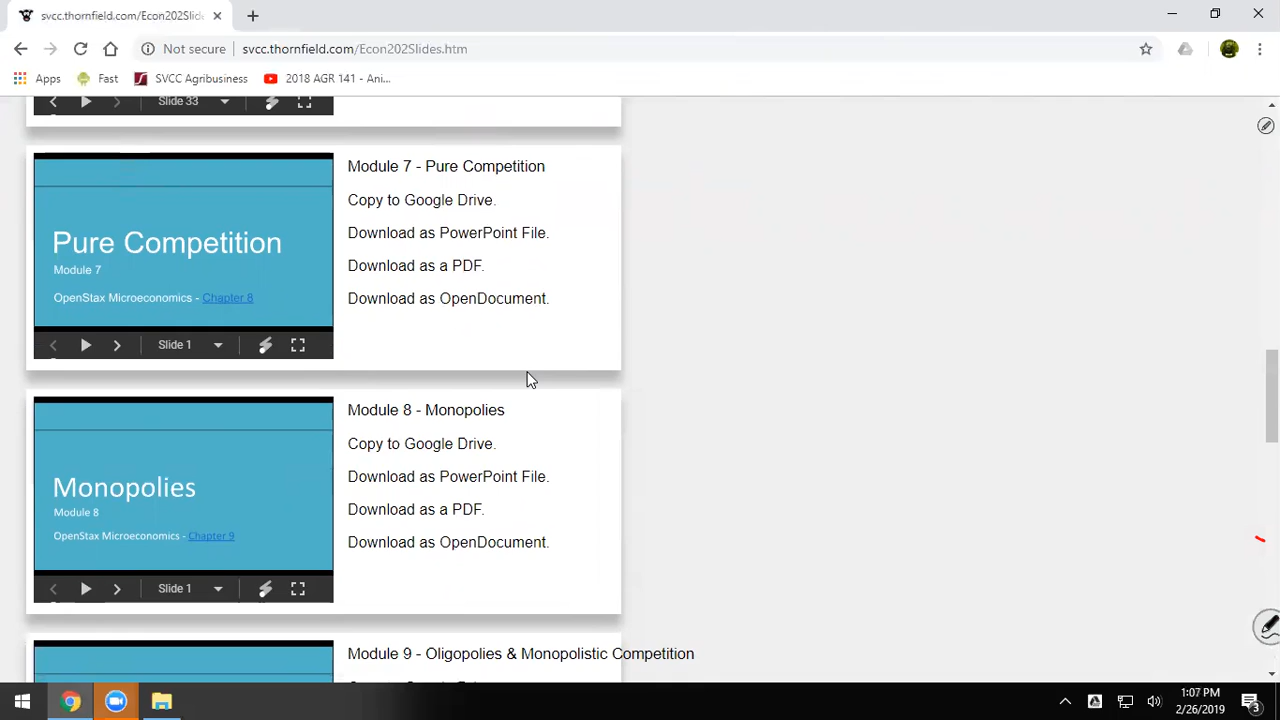 svcc.thornfield.com/Econ202Slid
Not secure
svcc.thornfield.com/Econ202Slides.htm
Apps
Fast
SVCC Agribusiness
2018 AGR 141 - Ani...
Slide 33
Pure Competition
Module 7
OpenStax Microeconomics - Chapter 8
Slide 1
Module 7 - Pure Competition
Copy to Google Drive.
Download as PowerPoint File.
Download as a PDF.
Download as OpenDocument.
Monopolies
Module 8
OpenStax Microeconomics - Chapter 9
Slide 1
Module 8 - Monopolies
Copy to Google Drive.
Download as PowerPoint File.
Download as a PDF.
Download as OpenDocument.
Module 9 - Oligopolies & Monopolistic Competition
1:07 PM
2/26/2019
3